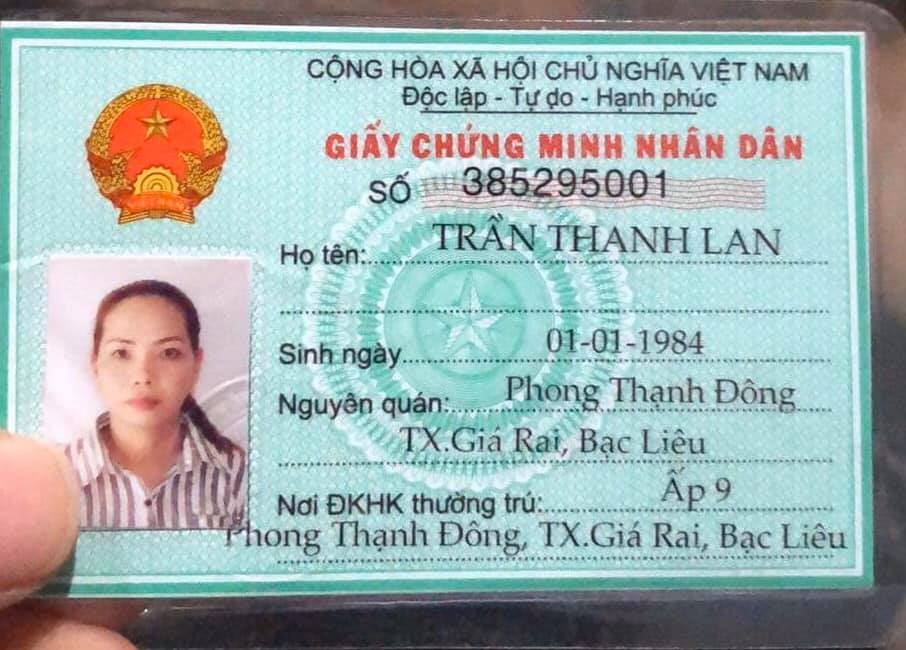 CỘNG HÒA XÃ HỘI CHỦ NGHĨA VIỆT NAM
Độc lập - Tự do - Hạnh phúc
GIẤY CHỨNG MINH NHÂN DÂN
SỐ 385295001
Họ tên: TRẦN THANH LAN
Sinh ngày 01-01-1984
Nguyên quán: Phong Thạnh Đông
TX.Giá Rai, Bạc Liêu
Nơi ĐKHK thường trú: Ấp 9
Phong Thạnh Đông, TX.Giá Rai, Bạc Liêu